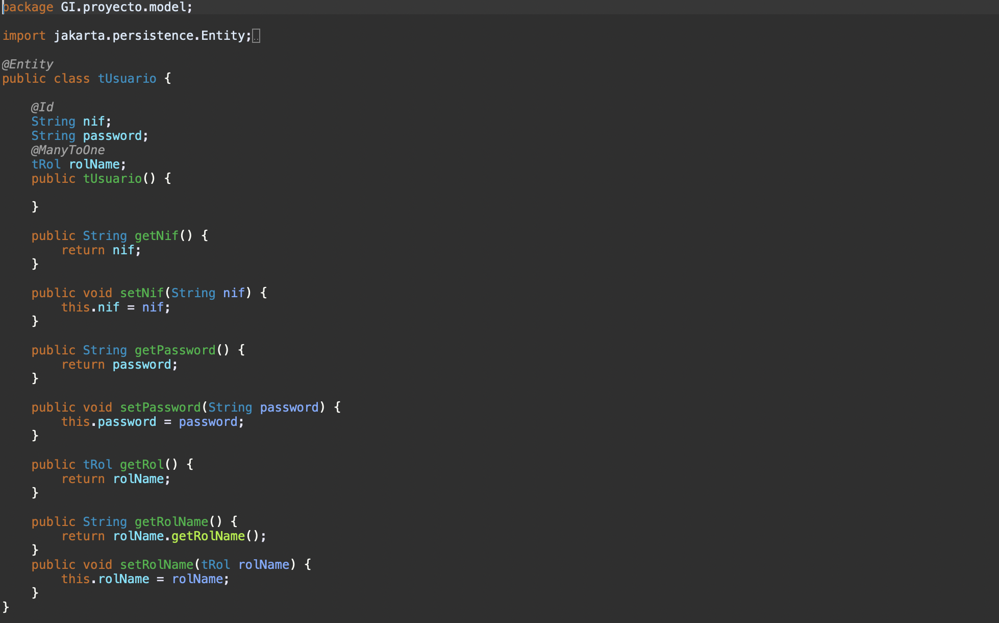 package GI.proyecto.model;
import jakarta.persistence.Entity;
@Entity
public class tUsuario {
@Id
String nif;
String password;
@ManyToOne
tRol rolName;
public tUsuario() {
}
public String getNif() {
return nif;
}
public void setNif(String nif) {
this.nif = nif;
}
public String getPassword() {
return password;
}
public void setPassword(String password) {
this.password = password;
}
public tRol getRol() {
return rolName;
}
public String getRolName() {
return rolName.getRolName();
}
public void setRolName(tRol rolName) {
this.rolName = rolName;
}
}